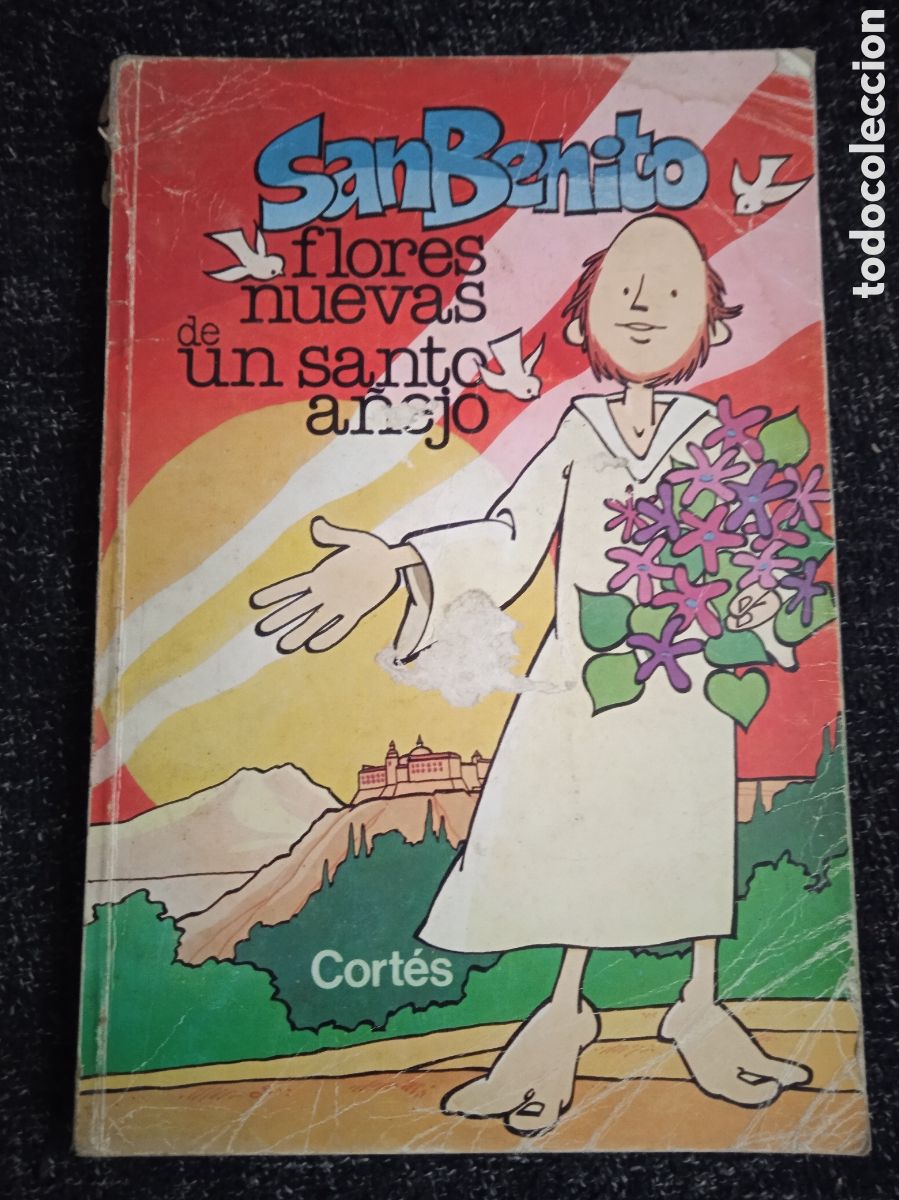 SanBenito
flores
nuevas
de
un santo
añejo
Cortés
todocoleccion